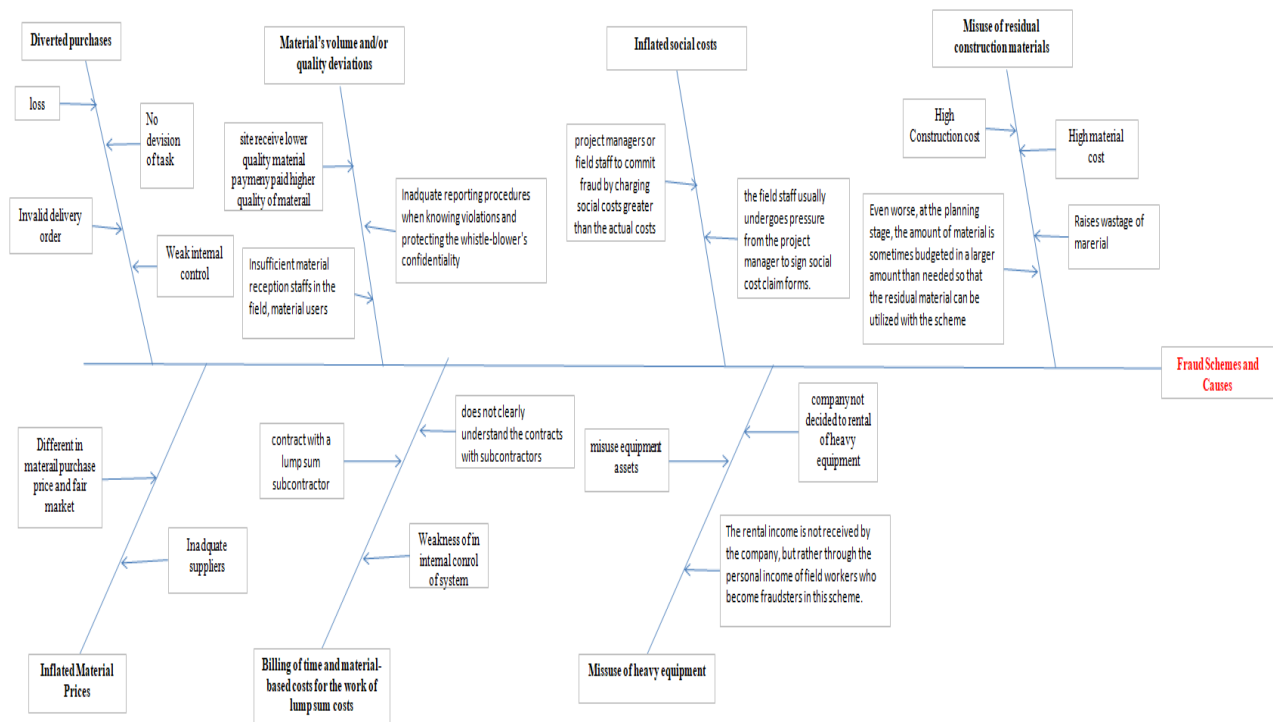 Diverted purchases
Material's volume and/or
quality deviations
Inflated social costs
Misuse of residual
construction materials
loss
No
devision
of task
Invalid delivery
order
Weak internal
control
site receive lower
quality material
paymeny paid higher
quality of materail
Inadequate reporting procedures
when knowing violations and
protecting the whistle-blower's
confidentiality
Insufficient material
reception staffs in the
field, material users
project managers or
field staff to commit
fraud by charging
social costs greater
than the actual costs
the field staff usually
undergoes pressure
from the project
manager to sign social
cost claim forms.
High
Construction cost
High material
cost
Even worse, at the planning
stage, the amount of material is
sometimes budgeted in a larger
amount than needed so that
the residual material can be
utilized with the scheme
Raises wastage of
marerial
Fraud Schemes and
Causes
Different in
materail purchase
price and fair
market
Inadquate
suppliers
contract with a
lump sum
subcontractor
does not clearly
understand the contracts
with subcontractors
Weakness of in
internal conrol
of system
misuse equipment
assets
company not
decided to rental
of heavy
equipment
The rental income is not received by
the company, but rather through the
personal income of field workers who
become fraudsters in this scheme.
Inflated Material
Prices
Billing of time and material-
based costs for the work of
lump sum costs
Missuse of heavy equipment